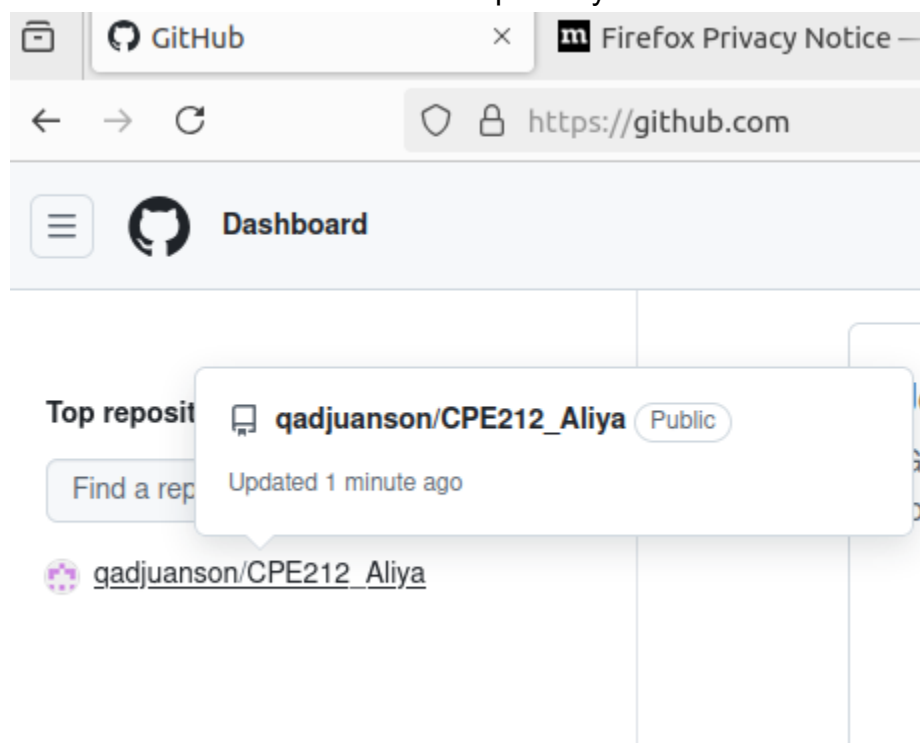 GitHub
Firefox Privacy Notice —
https://github.com
Dashboard
Top reposit
qadjuanson/CPE212_Aliya Public
Find a rep
Updated 1 minute ago
qadjuanson/CPE212_Aliya